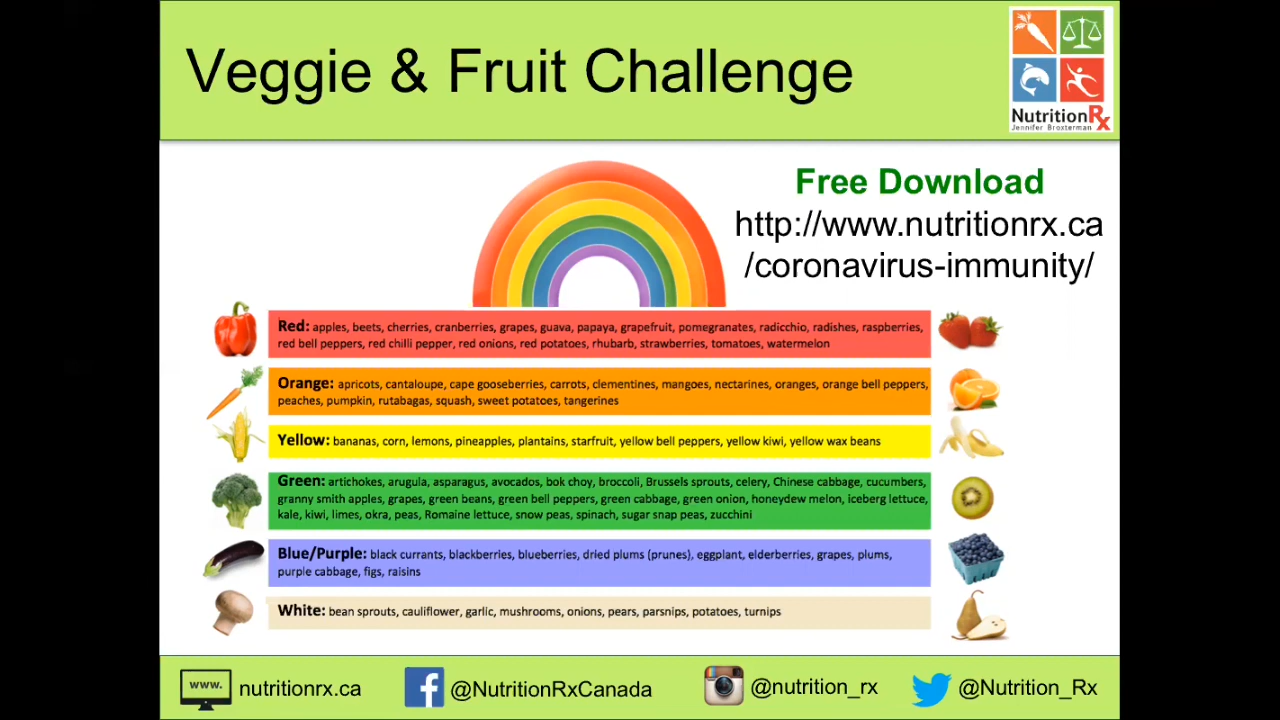 Veggie & Fruit Challenge
NutritionRx
Jennifer Broxterman
Free Download
http://www.nutritionrx.ca
/coronavirus-immunity/
Red: apples, beets, cherries, cranberries, grapes, guava, papaya, grapefruit, pomegranates, radicchio, radishes, raspberries,
red bell peppers, red chilli pepper, red onions, red potatoes, rhubarb, strawberries, tomatoes, watermelon
Orange: apricots, cantaloupe, cape gooseberries, carrots, clementines, mangoes, nectarines, oranges, orange bell peppers,
peaches, pumpkin, rutabagas, squash, sweet potatoes, tangerines
Yellow: bananas, corn, lemons, pineapples, plantains, starfruit, yellow bell peppers, yellow kiwi, yellow wax beans
Green: artichokes, arugula, asparagus, avocados, bok choy, broccoli, Brussels sprouts, celery, Chinese cabbage, cucumbers,
granny smith apples, grapes, green beans, green bell peppers, green cabbage, green onion, honeydew melon, iceberg lettuce,
kale, kiwi, limes, okra, peas, Romaine lettuce, snow peas, spinach, sugar snap peas, zucchini
Blue/Purple: black currants, blackberries, blueberries, dried plums (prunes), eggplant, elderberries, grapes, plums,
purple cabbage, figs, raisins
White: bean sprouts, cauliflower, garlic, mushrooms, onions, pears, parsnips, potatoes, turnips
www. nutritionrx.ca @NutritionRxCanada @nutrition_rx @Nutrition_Rx